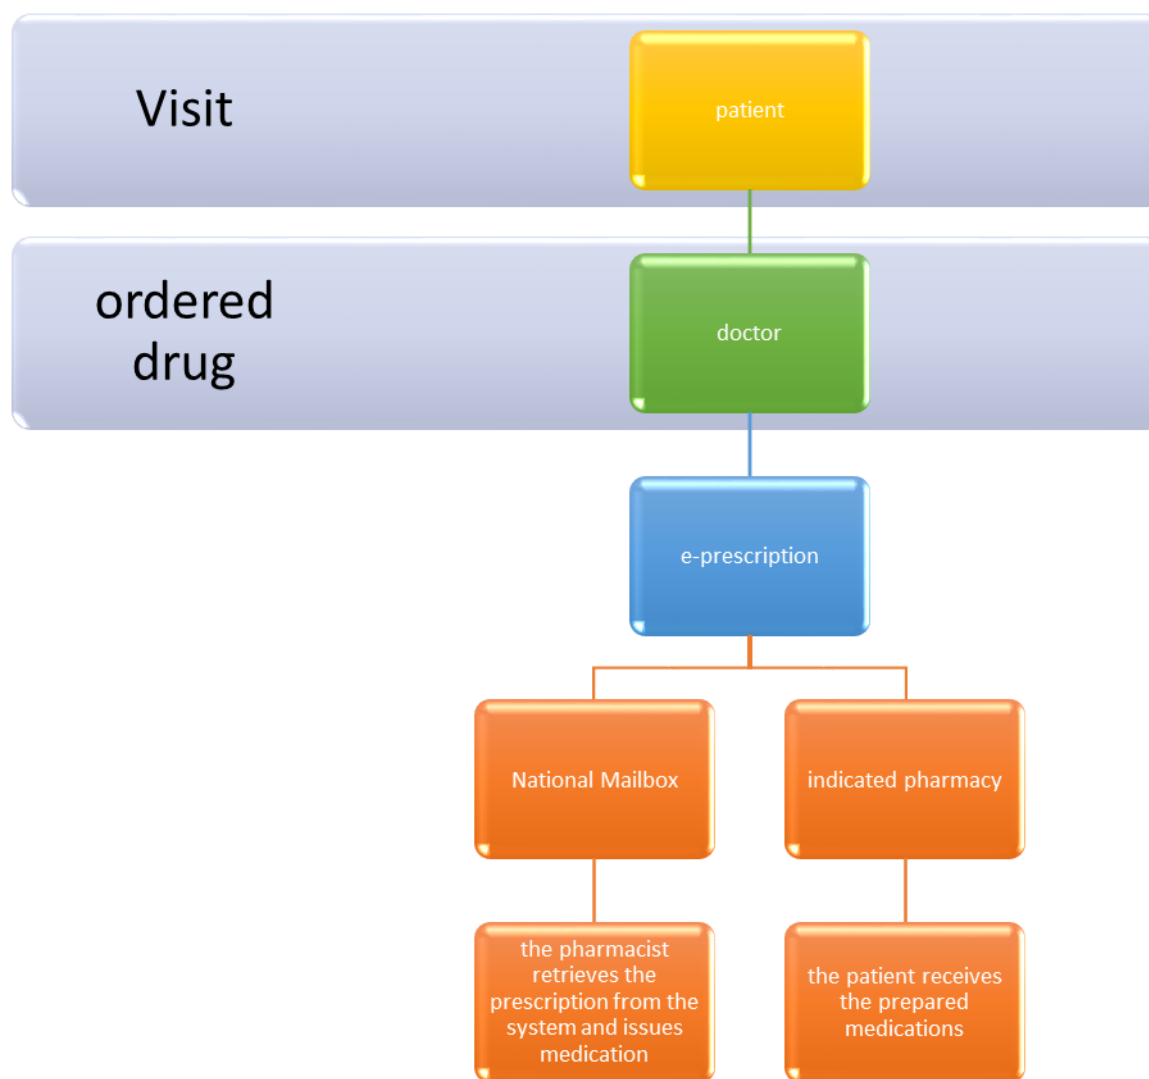 Visit
patient
ordered
drug
doctor
e-prescription
National Mailbox
indicated pharmacy
the pharmacist
retrieves the
prescription from the
system and issues
medication
the patient receives
the prepared
medications